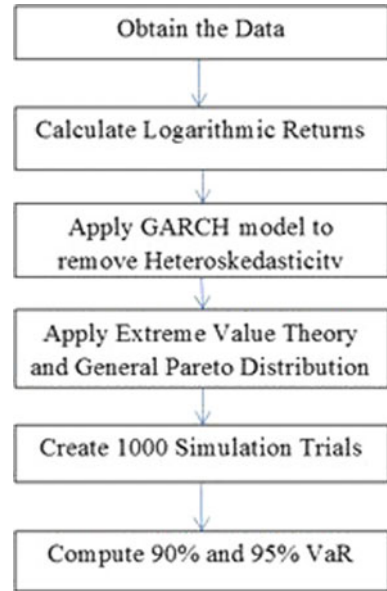 Obtain the Data
Calculate Logarithmic Returns
Apply GARCH model to
remove Heteroskedasticity
Apply Extreme Value Theory
and General Pareto Distribution
Create 1000 Simulation Trials
Compute 90% and 95% VaR